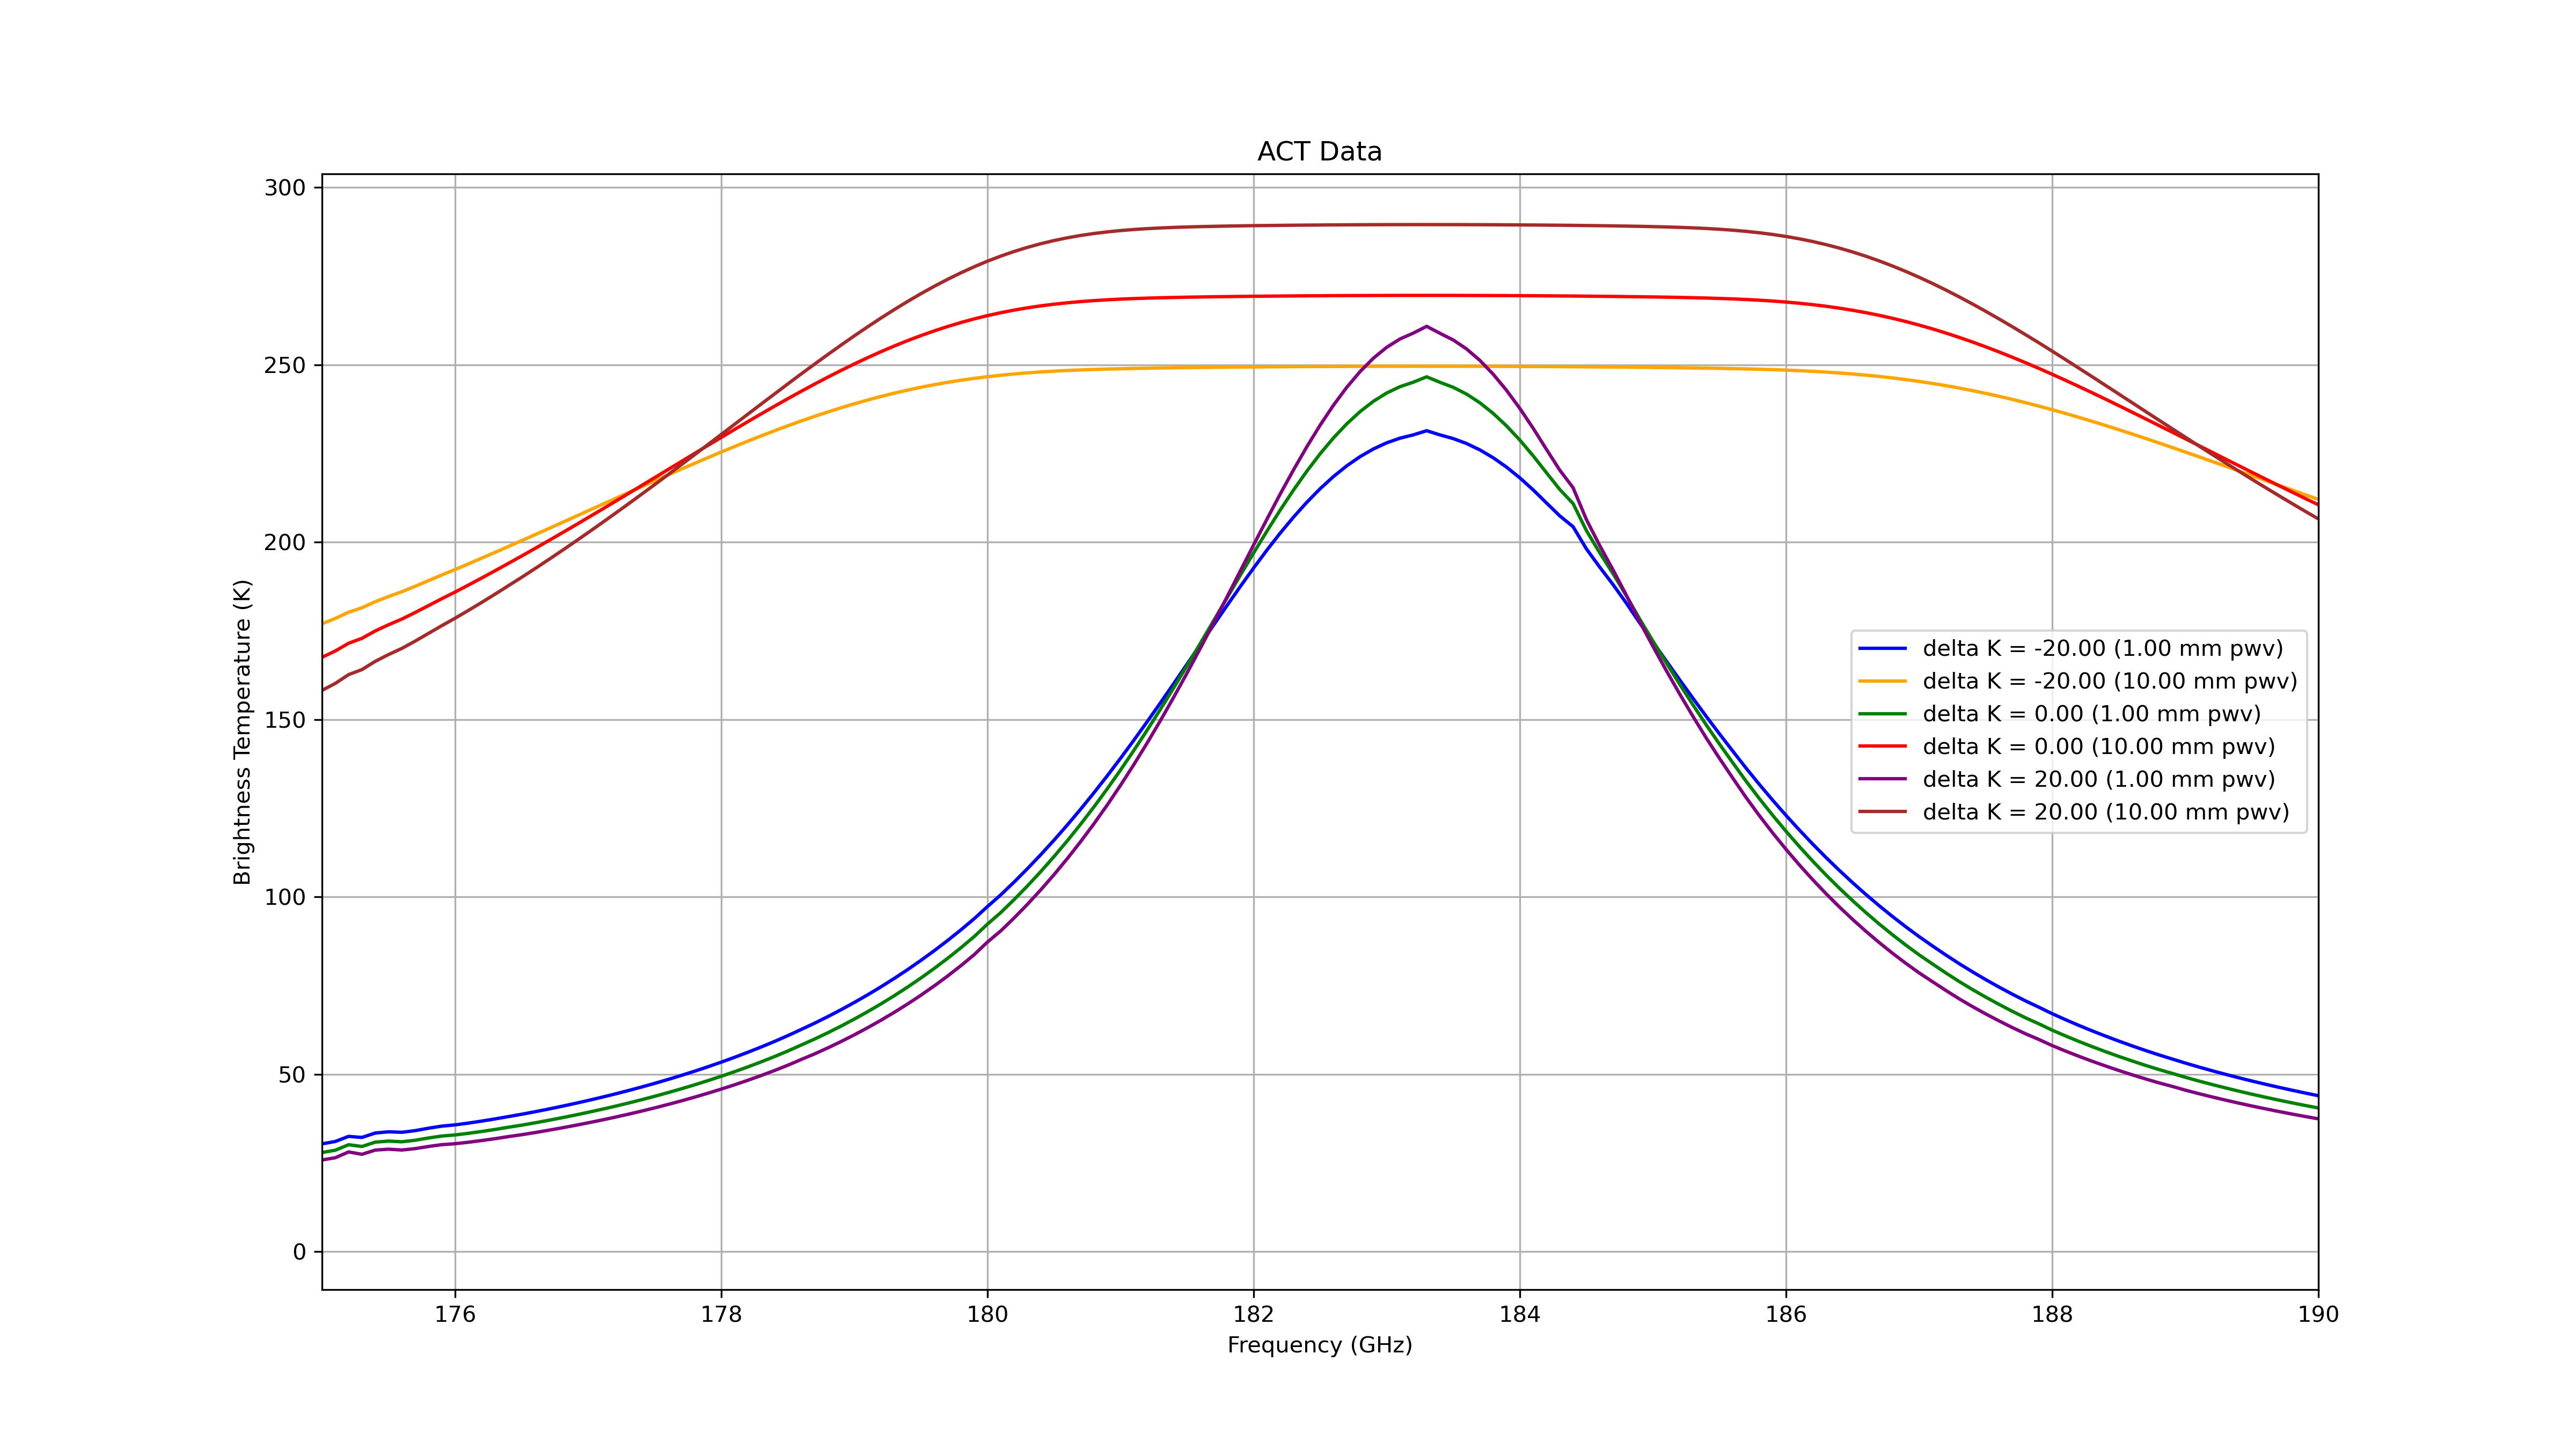 ACT Data
300
250
200
150
100
50
0
Brightness Temperature (K)
176 178 180 182 184 186 188 190
Frequency (GHz)
delta K = -20.00 (1.00 mm pwv)
delta K = -20.00 (10.00 mm pwv)
delta K = 0.00 (1.00 mm pwv)
delta K = 0.00 (10.00 mm pwv)
delta K = 20.00 (1.00 mm pwv)
delta K = 20.00 (10.00 mm pwv)